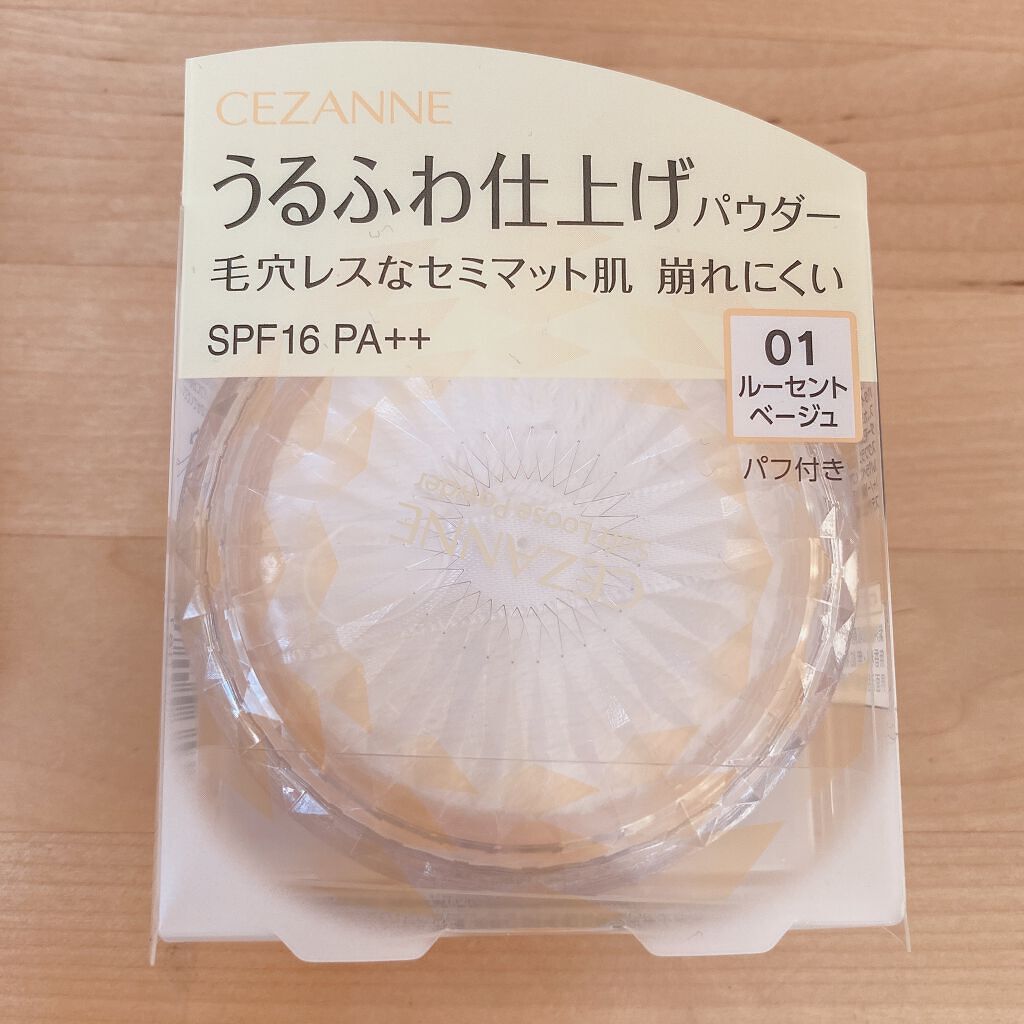 CEZANNE
うるふわ仕上げパウダー
毛穴レスなセミマット肌 崩れにくい
SPF16 PA++
01
ルーセント
ベージュ
パフ付き
CEZANNE
Loose Powder